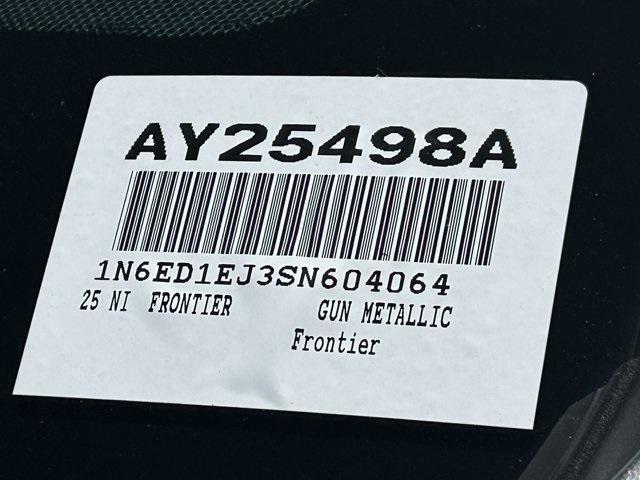 AY25498A
1N6ED1EJ3SN604064
25 NI FRONTIER GUN METALLIC
Frontier